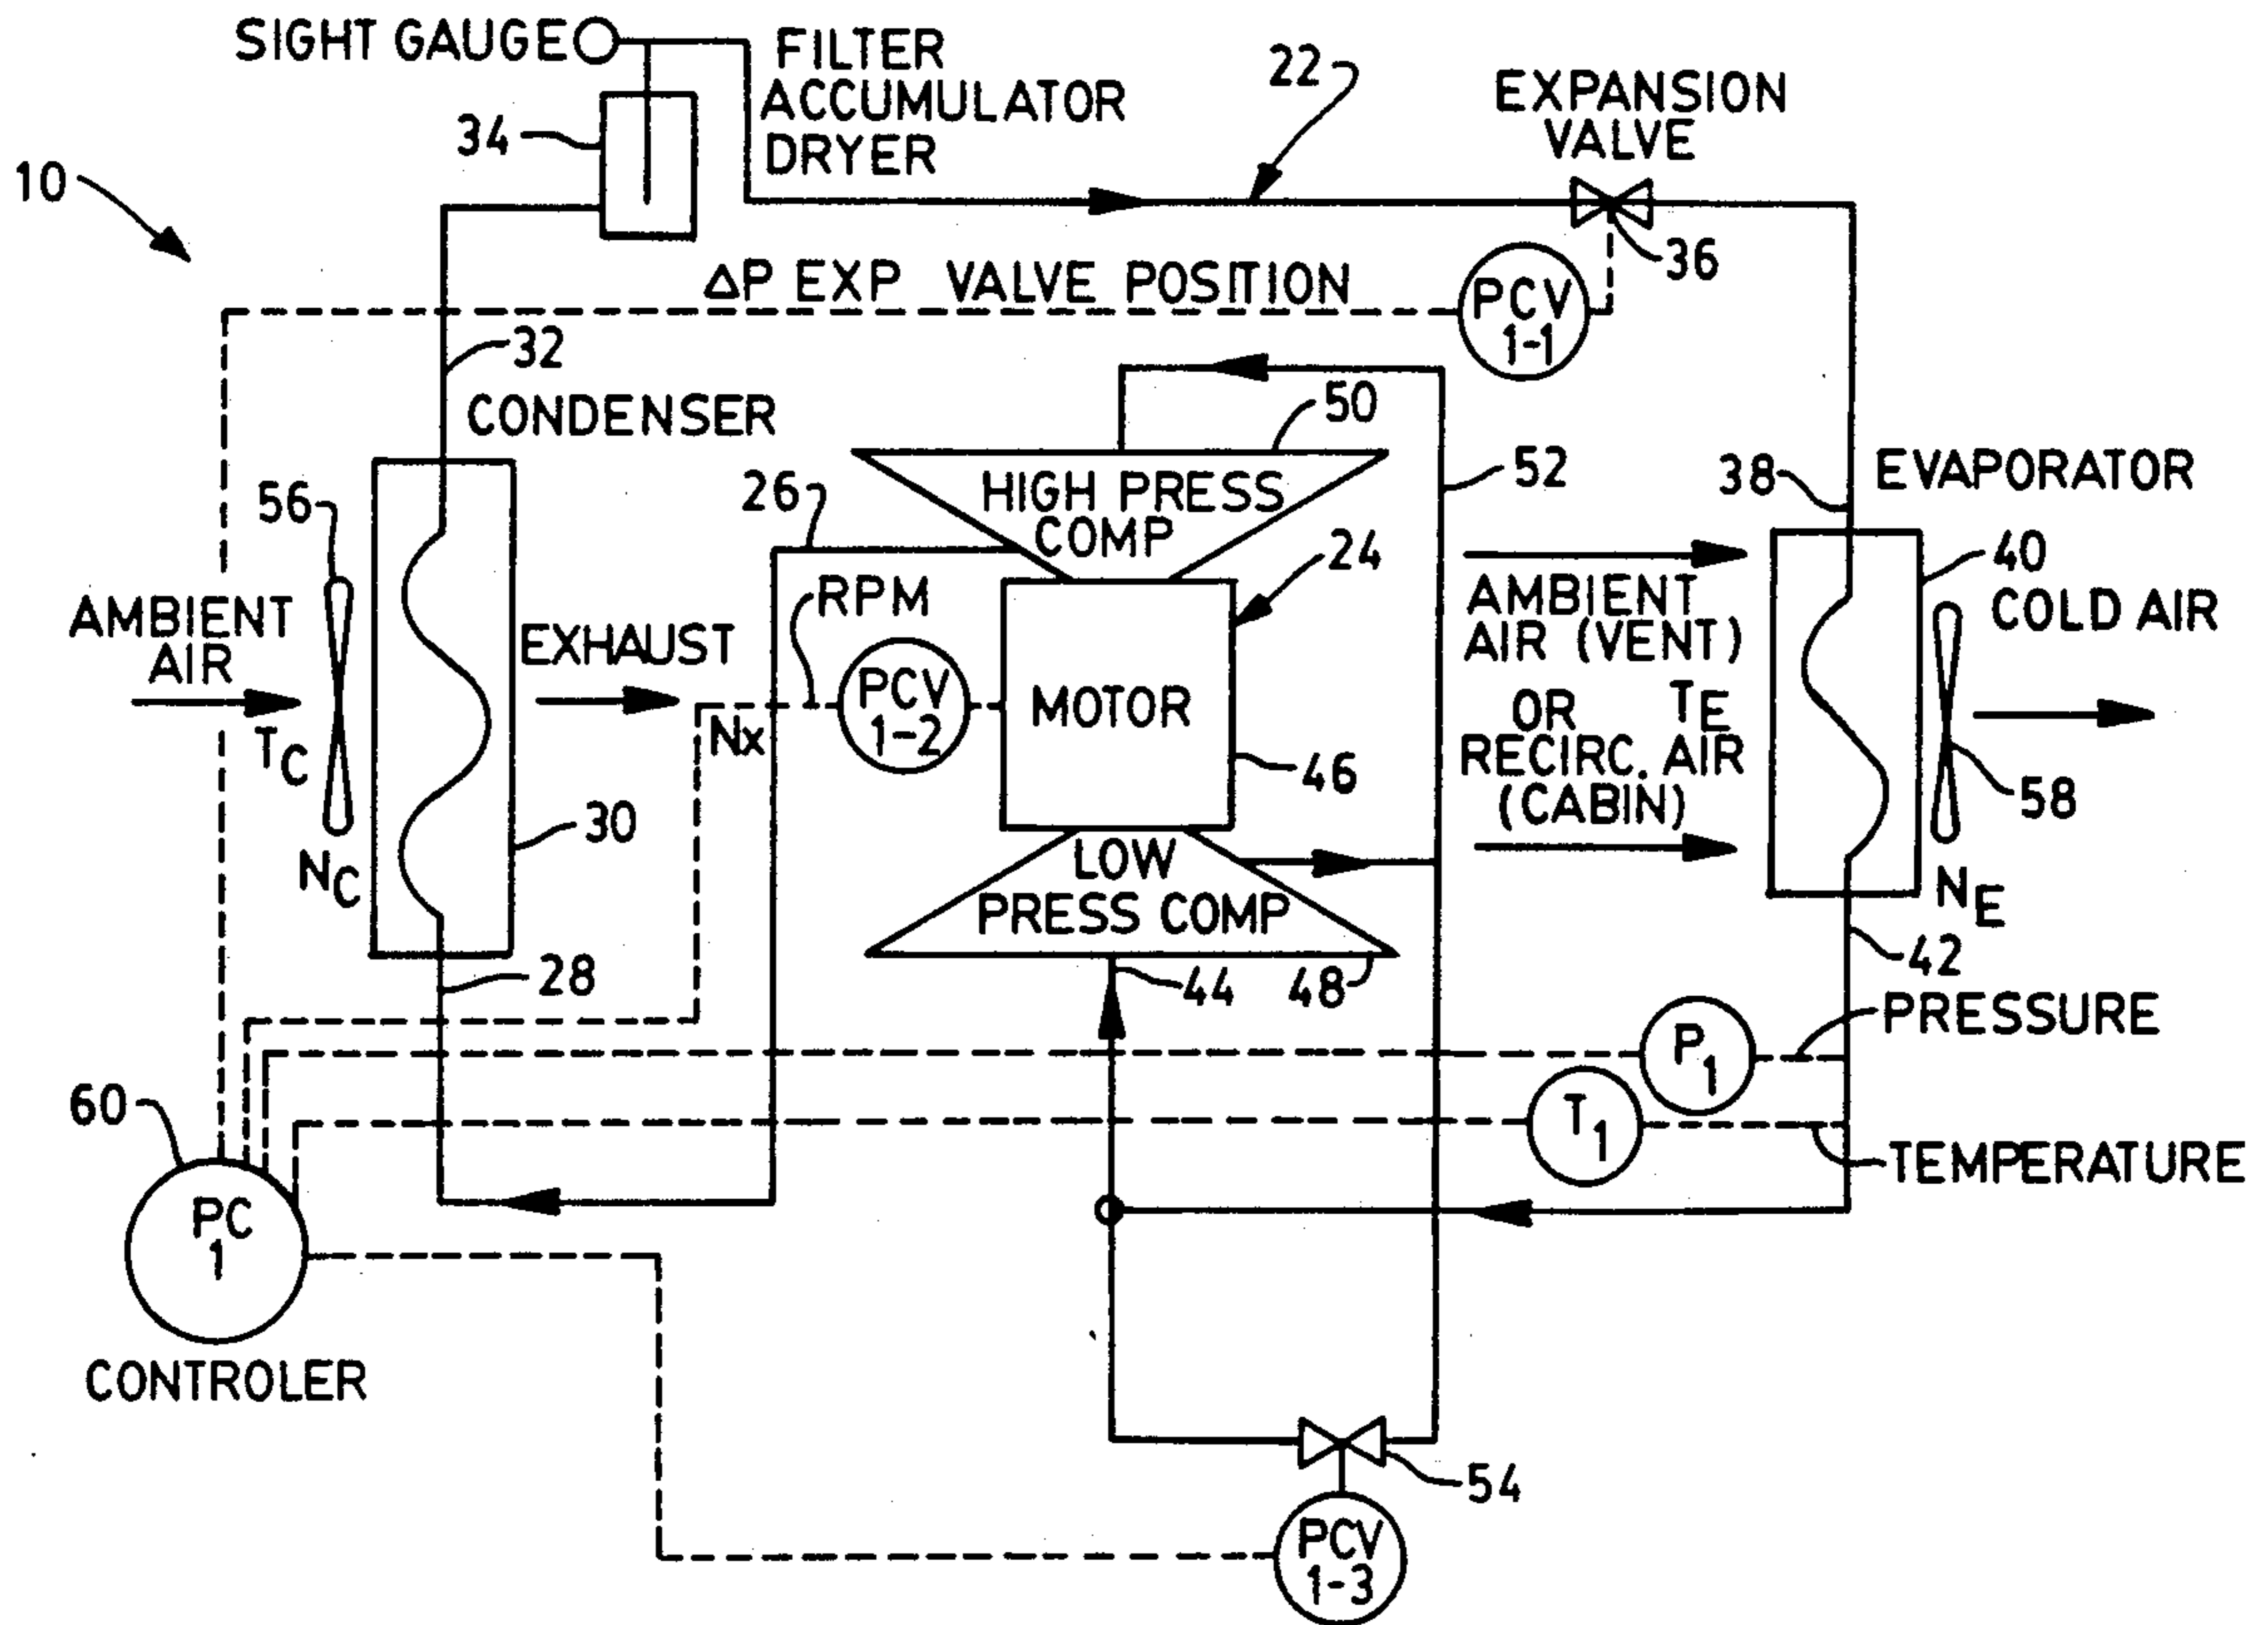 SIGHT GAUGE
FILTER
ACCUMULATOR
DRYER
34
22
EXPANSION
VALVE
10
36
ΔP EXP VALVE POSITION
PCV
1-1
32
CONDENSER
50
HIGH PRESS
COMP
52
38
EVAPORATOR
56
26
24
40
RPM
AMBIENT
AIR
TC
NC
EXHAUST
NX
PCV
1-2
MOTOR
46
AMBIENT
AIR (VENT)
OR TE
RECIRC. AIR
(CABIN)
COLD AIR
58
NE
30
LOW
PRESS COMP
28
44
48
42
PRESSURE
P1
T1
TEMPERATURE
60
PC
1
CONTROLER
54
PCV
1-3